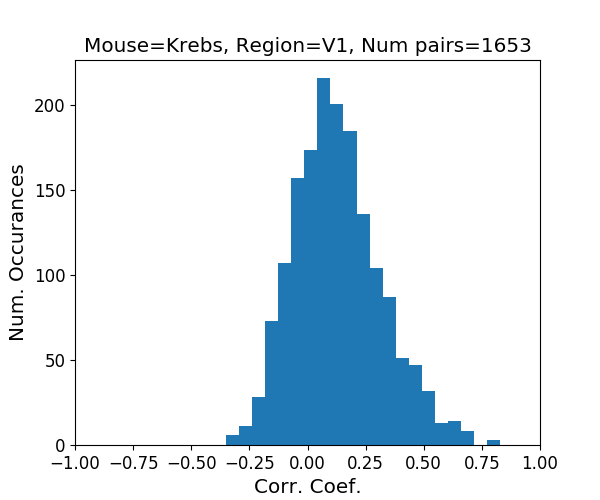 Mouse=Krebs, Region=V1, Num pairs=1653
Num. Occurances
200
150
100
50
0
−1.00 −0.75 −0.50 −0.25 0.00 0.25 0.50 0.75 1.00
Corr. Coef.